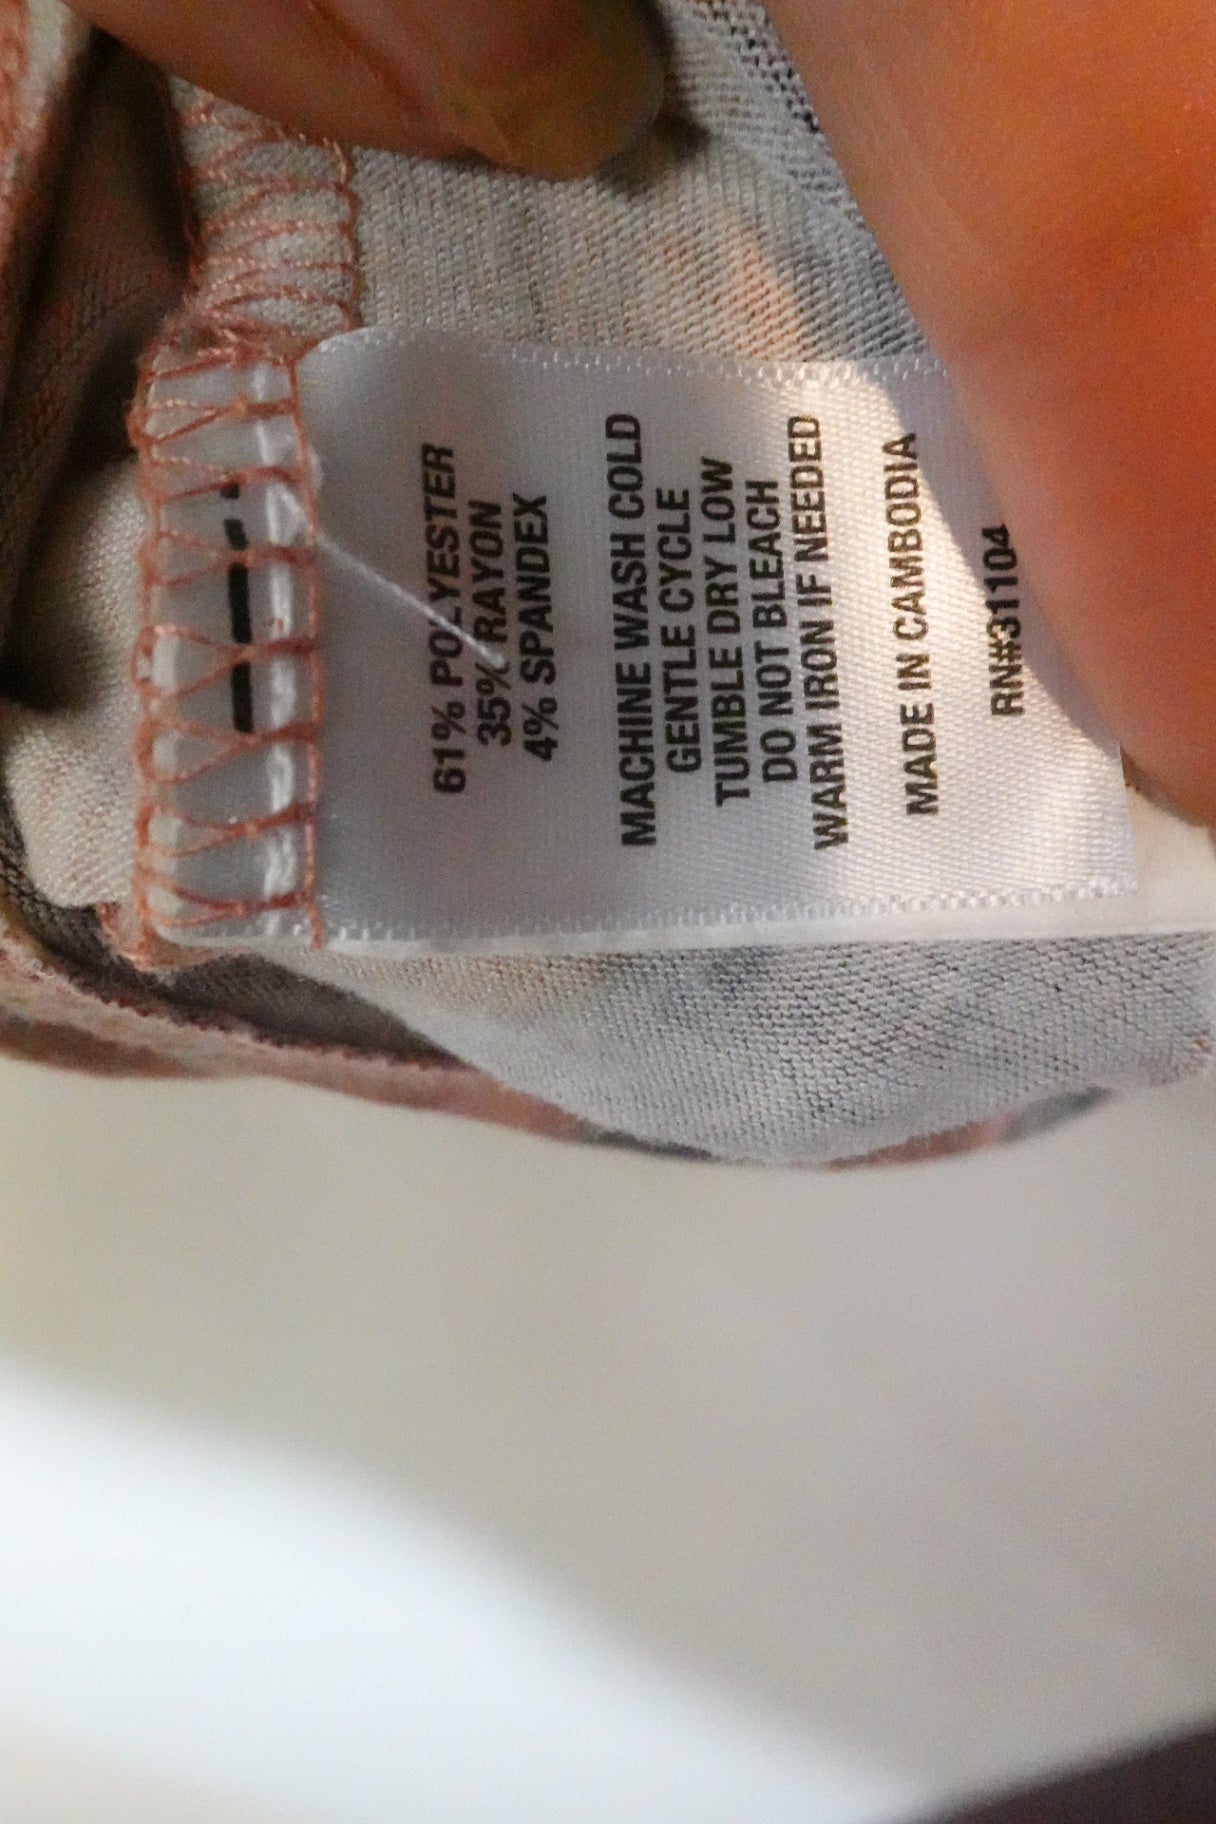 61% POLYESTER
35% RAYON
4% SPANDEX
MACHINE WASH COLD
GENTLE CYCLE
TUMBLE DRY LOW
DO NOT BLEACH
WARM IRON IF NEEDED
MADE IN CAMBODIA
RN#31104